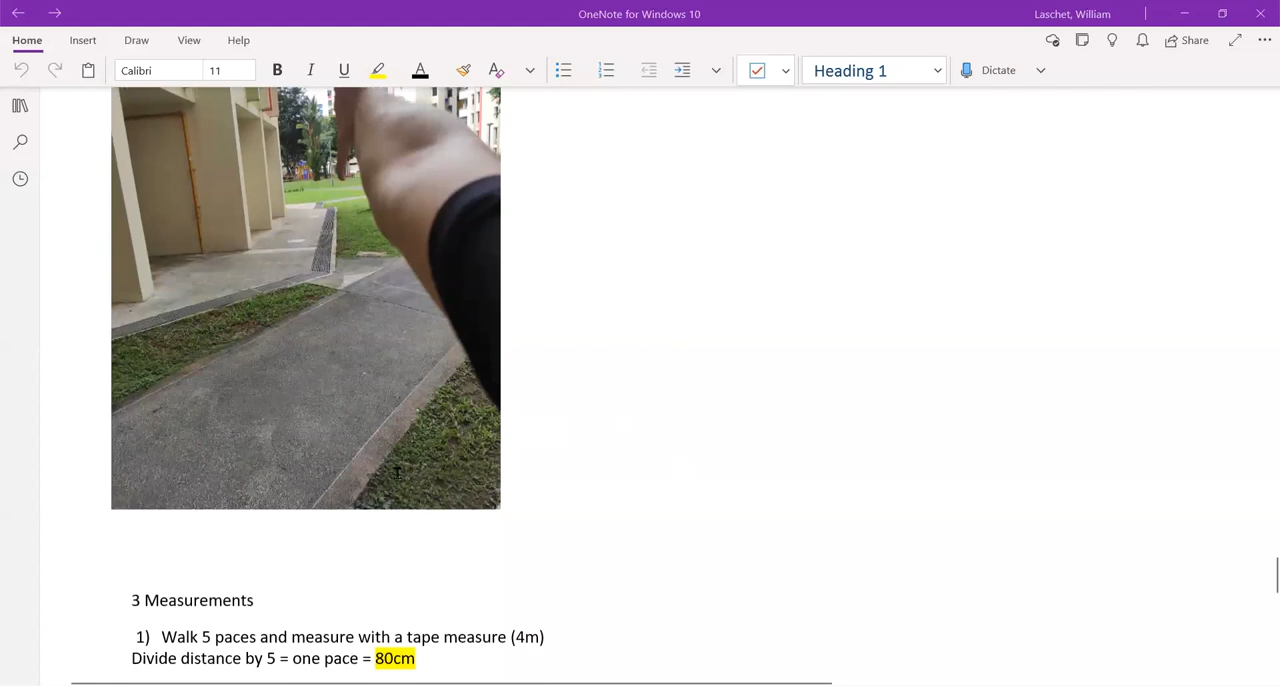 OneNote for Windows 10
Laschet, William
Home
Insert
Draw
View
Help
Share
Calibri
11
B
I
U
A
A
Heading 1
Dictate
3 Measurements
1) Walk 5 paces and measure with a tape measure (4m)
Divide distance by 5 = one pace = 80cm